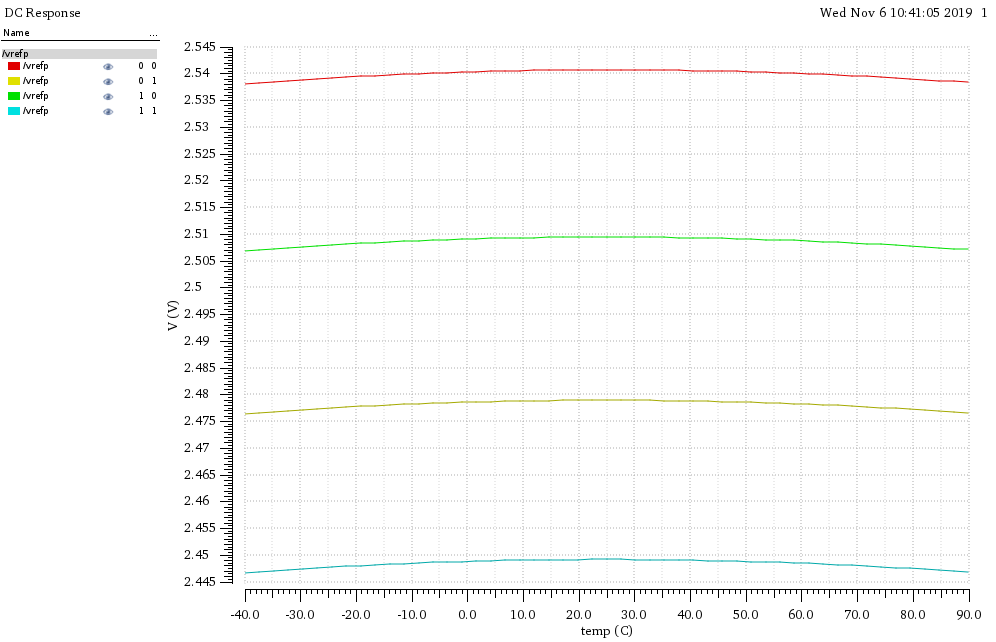 DC Response
Wed Nov 6 10:41:05 2019 1
Name ...
/vrefp
/vrefp 0 0
/vrefp 0 1
/vrefp 1 0
/vrefp 1 1
V (V)
2.545
2.54
2.535
2.53
2.525
2.52
2.515
2.51
2.505
2.5
2.495
2.49
2.485
2.48
2.475
2.47
2.465
2.46
2.455
2.45
2.445
-40.0 -30.0 -20.0 -10.0 0.0 10.0 20.0 30.0 40.0 50.0 60.0 70.0 80.0 90.0
temp (C)